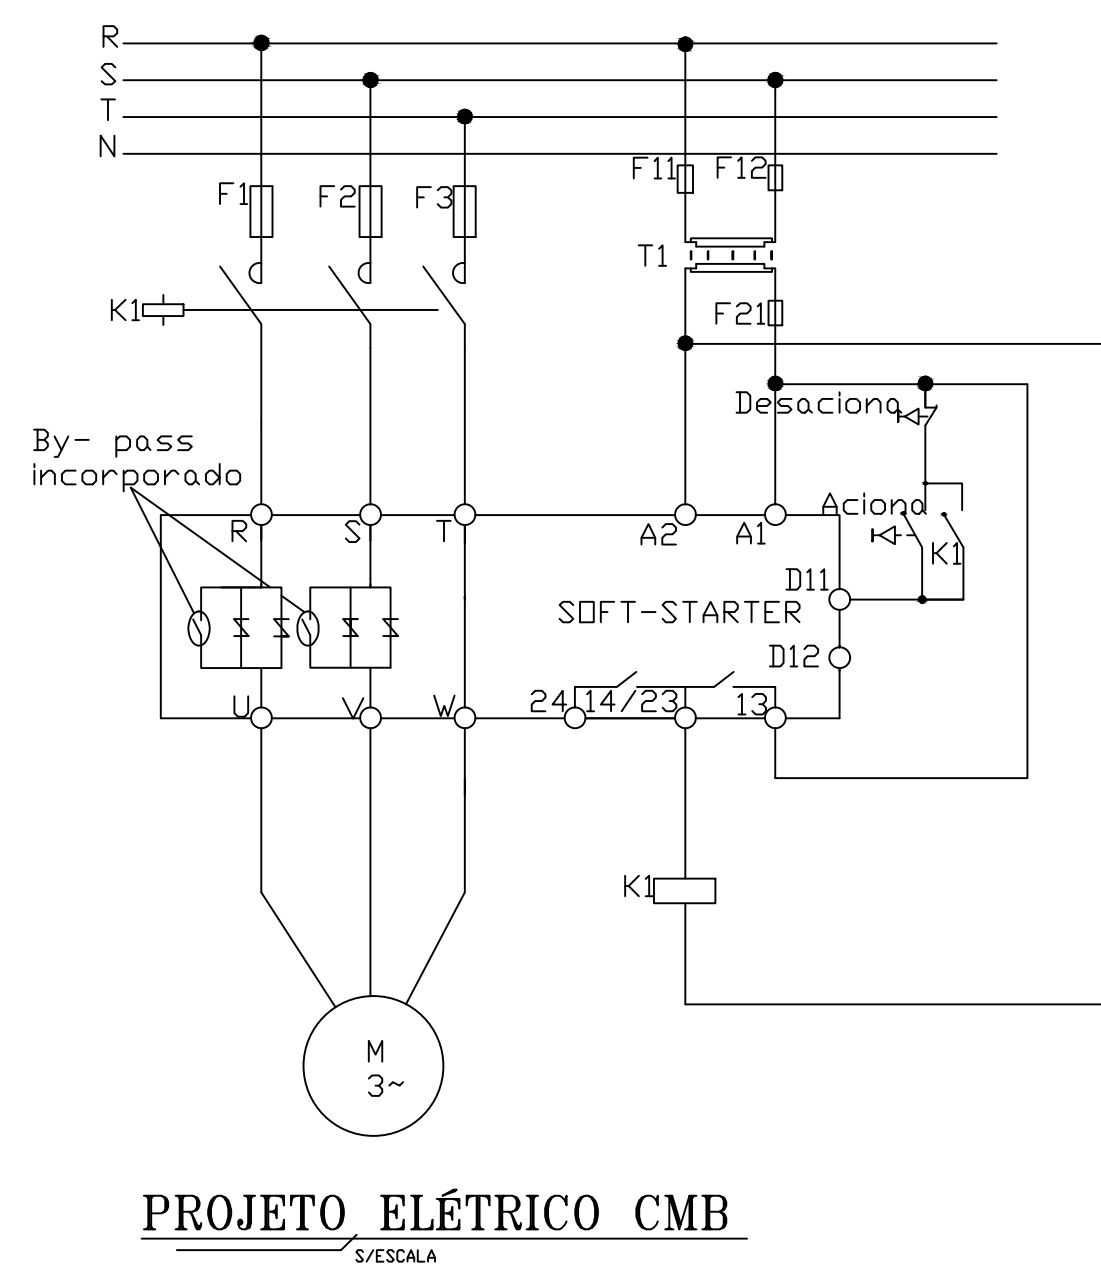 R
S
T
N
F11 F12
F1 F2 F3
T1
K1
F21
Desaciona
By- pass
incorporado
Aciona
R S T A2 A1
K1
D11
SOFT-STARTER
D12
U V W 24 14/23 13
K1
M
3~
PROJETO ELÉTRICO CMB
S/ESCALA